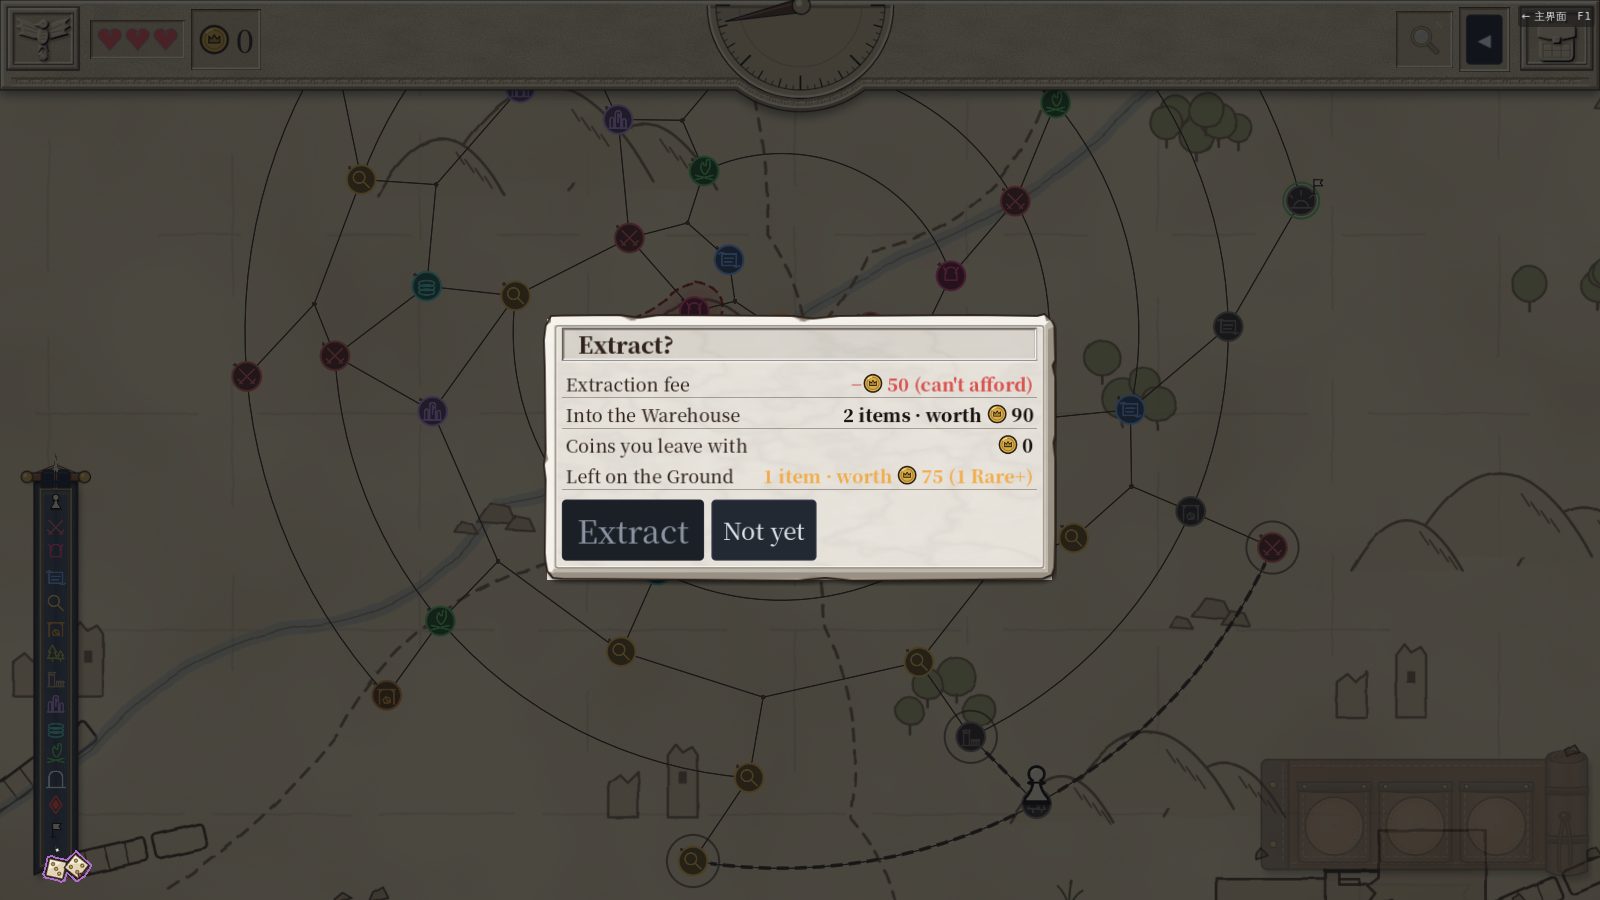 ← 主界面 F1
0
Extract?
Extraction fee −50 (can't afford)
Into the Warehouse 2 items · worth 90
Coins you leave with 0
Left on the Ground 1 item · worth 75 (1 Rare+)
Extract Not yet